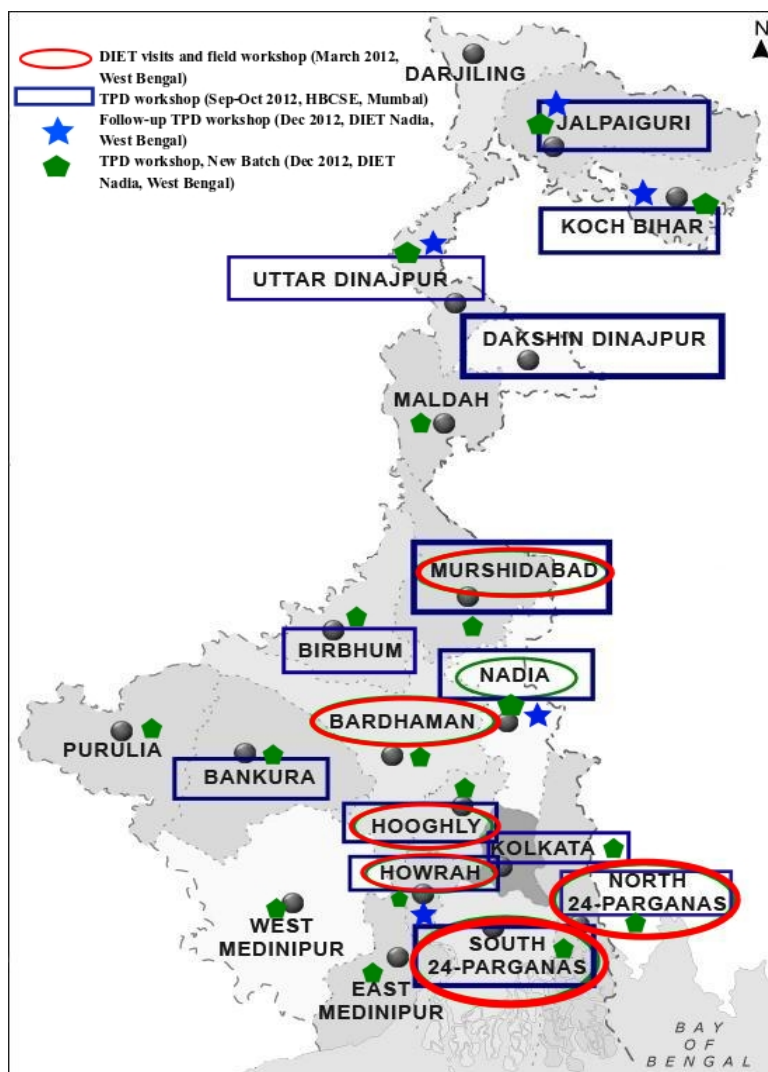 DIET visits and field workshop (March 2012,
West Bengal)
TPD workshop (Sep-Oct 2012, HBCSE, Mumbai)
Follow-up TPD workshop (Dec 2012, DIET Nadia,
West Bengal)
TPD workshop, New Batch (Dec 2012, DIET
Nadia, West Bengal)
N
DARJILING
JALPAIGURI
KOCH BIHAR
UTTAR DINAJPUR
DAKSHIN DINAJPUR
MALDAH
MURSHIDABAD
BIRBHUM
NADIA
BARDHAMAN
PURULIA
BANKURA
HOOGHLY
KOLKATA
HOWRAH
NORTH
24-PARGANAS
WEST
MEDINIPUR
SOUTH
24-PARGANAS
EAST
MEDINIPUR
BAY
OF
BENGAL